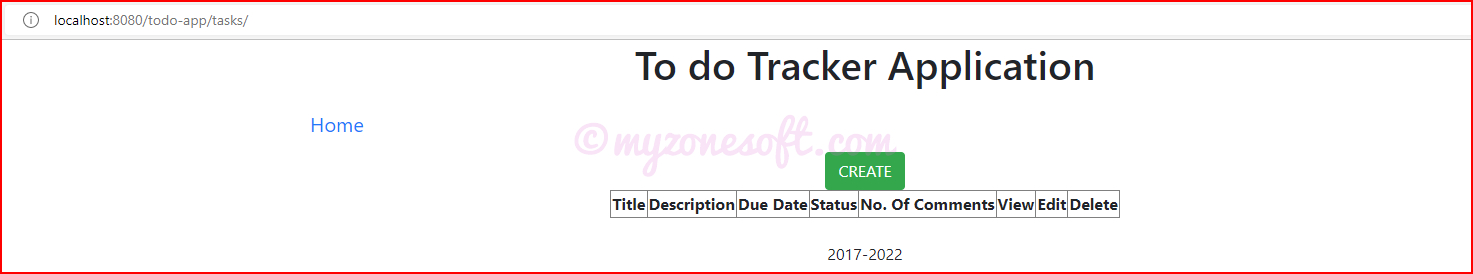 localhost:8080/todo-app/tasks/
To do Tracker Application
Home
©myzonesoft.com
CREATE
Title Description Due Date Status No. Of Comments View Edit Delete
2017-2022